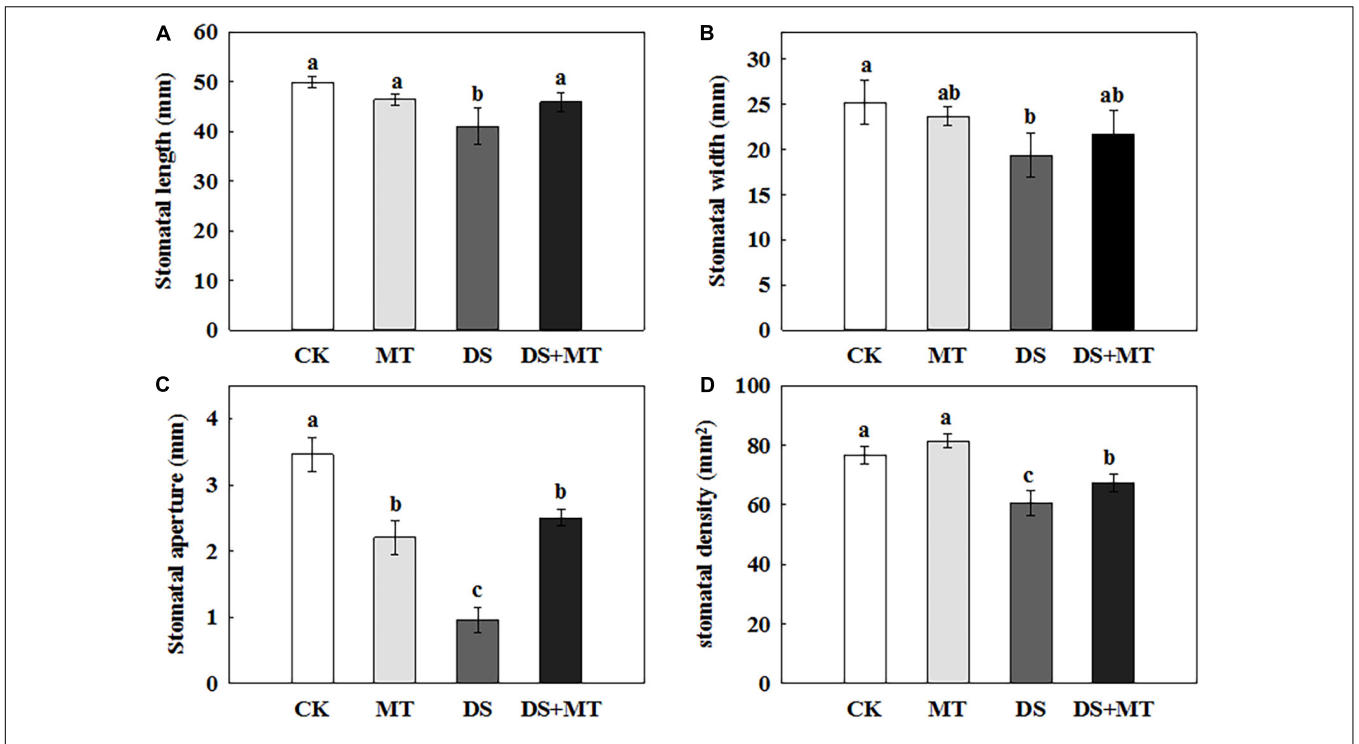 A
Stomatal length (mm)
60
50
40
30
20
10
0
a
a
b
a
CK MT DS DS+MT
B
Stomatal width (mm)
30
25
20
15
10
5
0
a
ab
b
ab
CK MT DS DS+MT
C
Stomatal aperture (mm)
4
3
2
1
0
a
b
c
b
CK MT DS DS+MT
D
stomatal density (mm²)
100
80
60
40
20
0
a
a
c
b
CK MT DS DS+MT